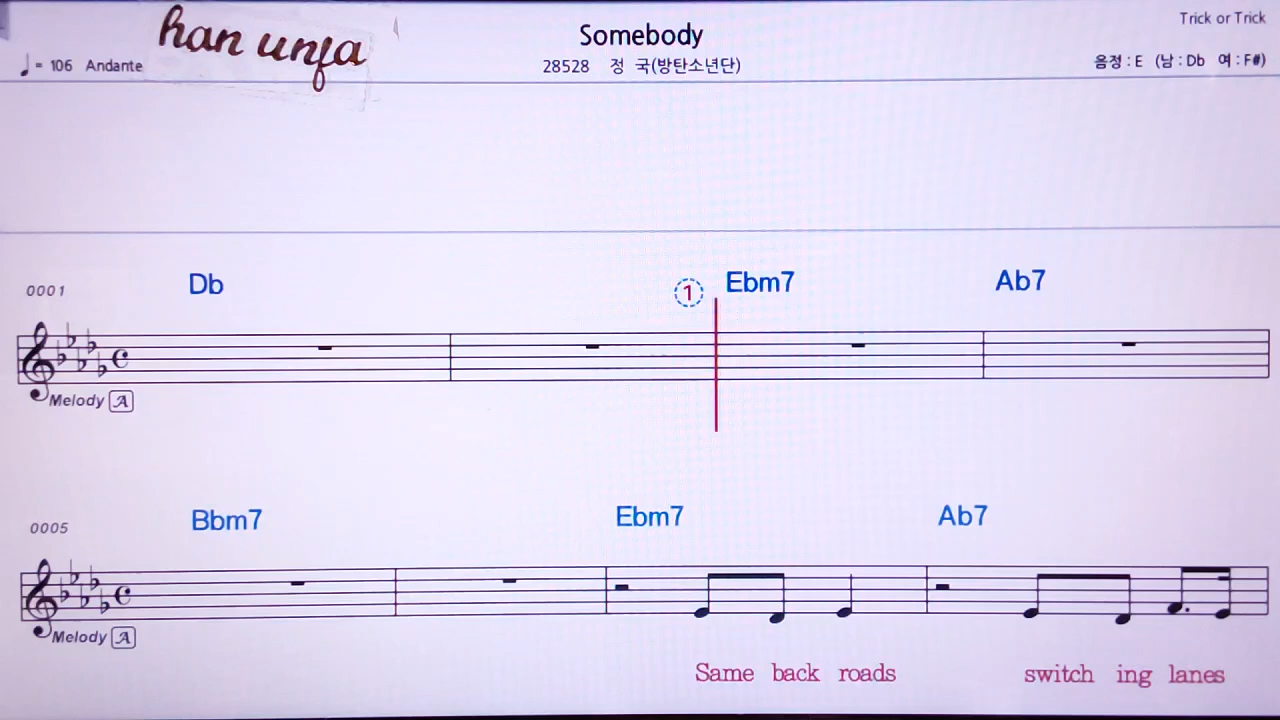 Trick or Trick
han unfa
Somebody
♩= 106 Andante
28528 정 국(방탄소년단)
음정 : E (남 : Db 여 : F#)
0001 Db 1 Ebm7 Ab7
Melody A
0005 Bbm7 Ebm7 Ab7
Melody A
Same back roads switch ing lanes